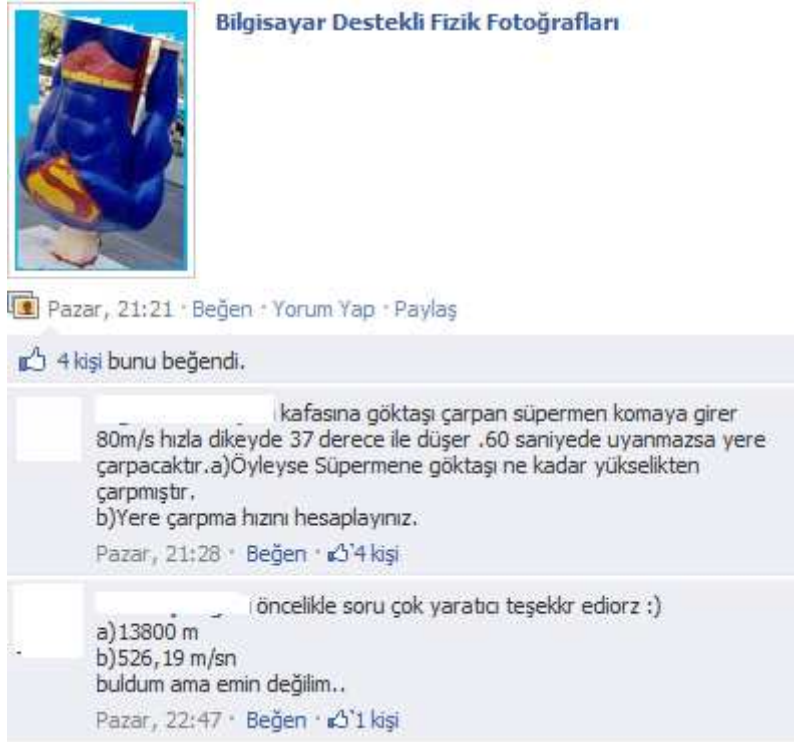 Bilgisayar Destekli Fizik Fotoğrafları
Pazar, 21:21 · Beğen · Yorum Yap · Paylaş
4 kişi bunu beğendi.
kafasına göktaşı çarpan süpermen komaya girer
80m/s hızla dikeyde 37 derece ile düşer .60 saniyede uyanmazsa yere
çarpacaktır.a)Öyleyse Süpermene göktaşı ne kadar yükselikten
çarpmıştır.
b)Yere çarpma hızını hesaplayınız.
Pazar, 21:28 · Beğen · 4 kişi
öncelikle soru çok yaratıcı teşekkr ediorz :)
a)13800 m
b)526,19 m/sn
buldum ama emin değilim..
Pazar, 22:47 · Beğen · 1 kişi